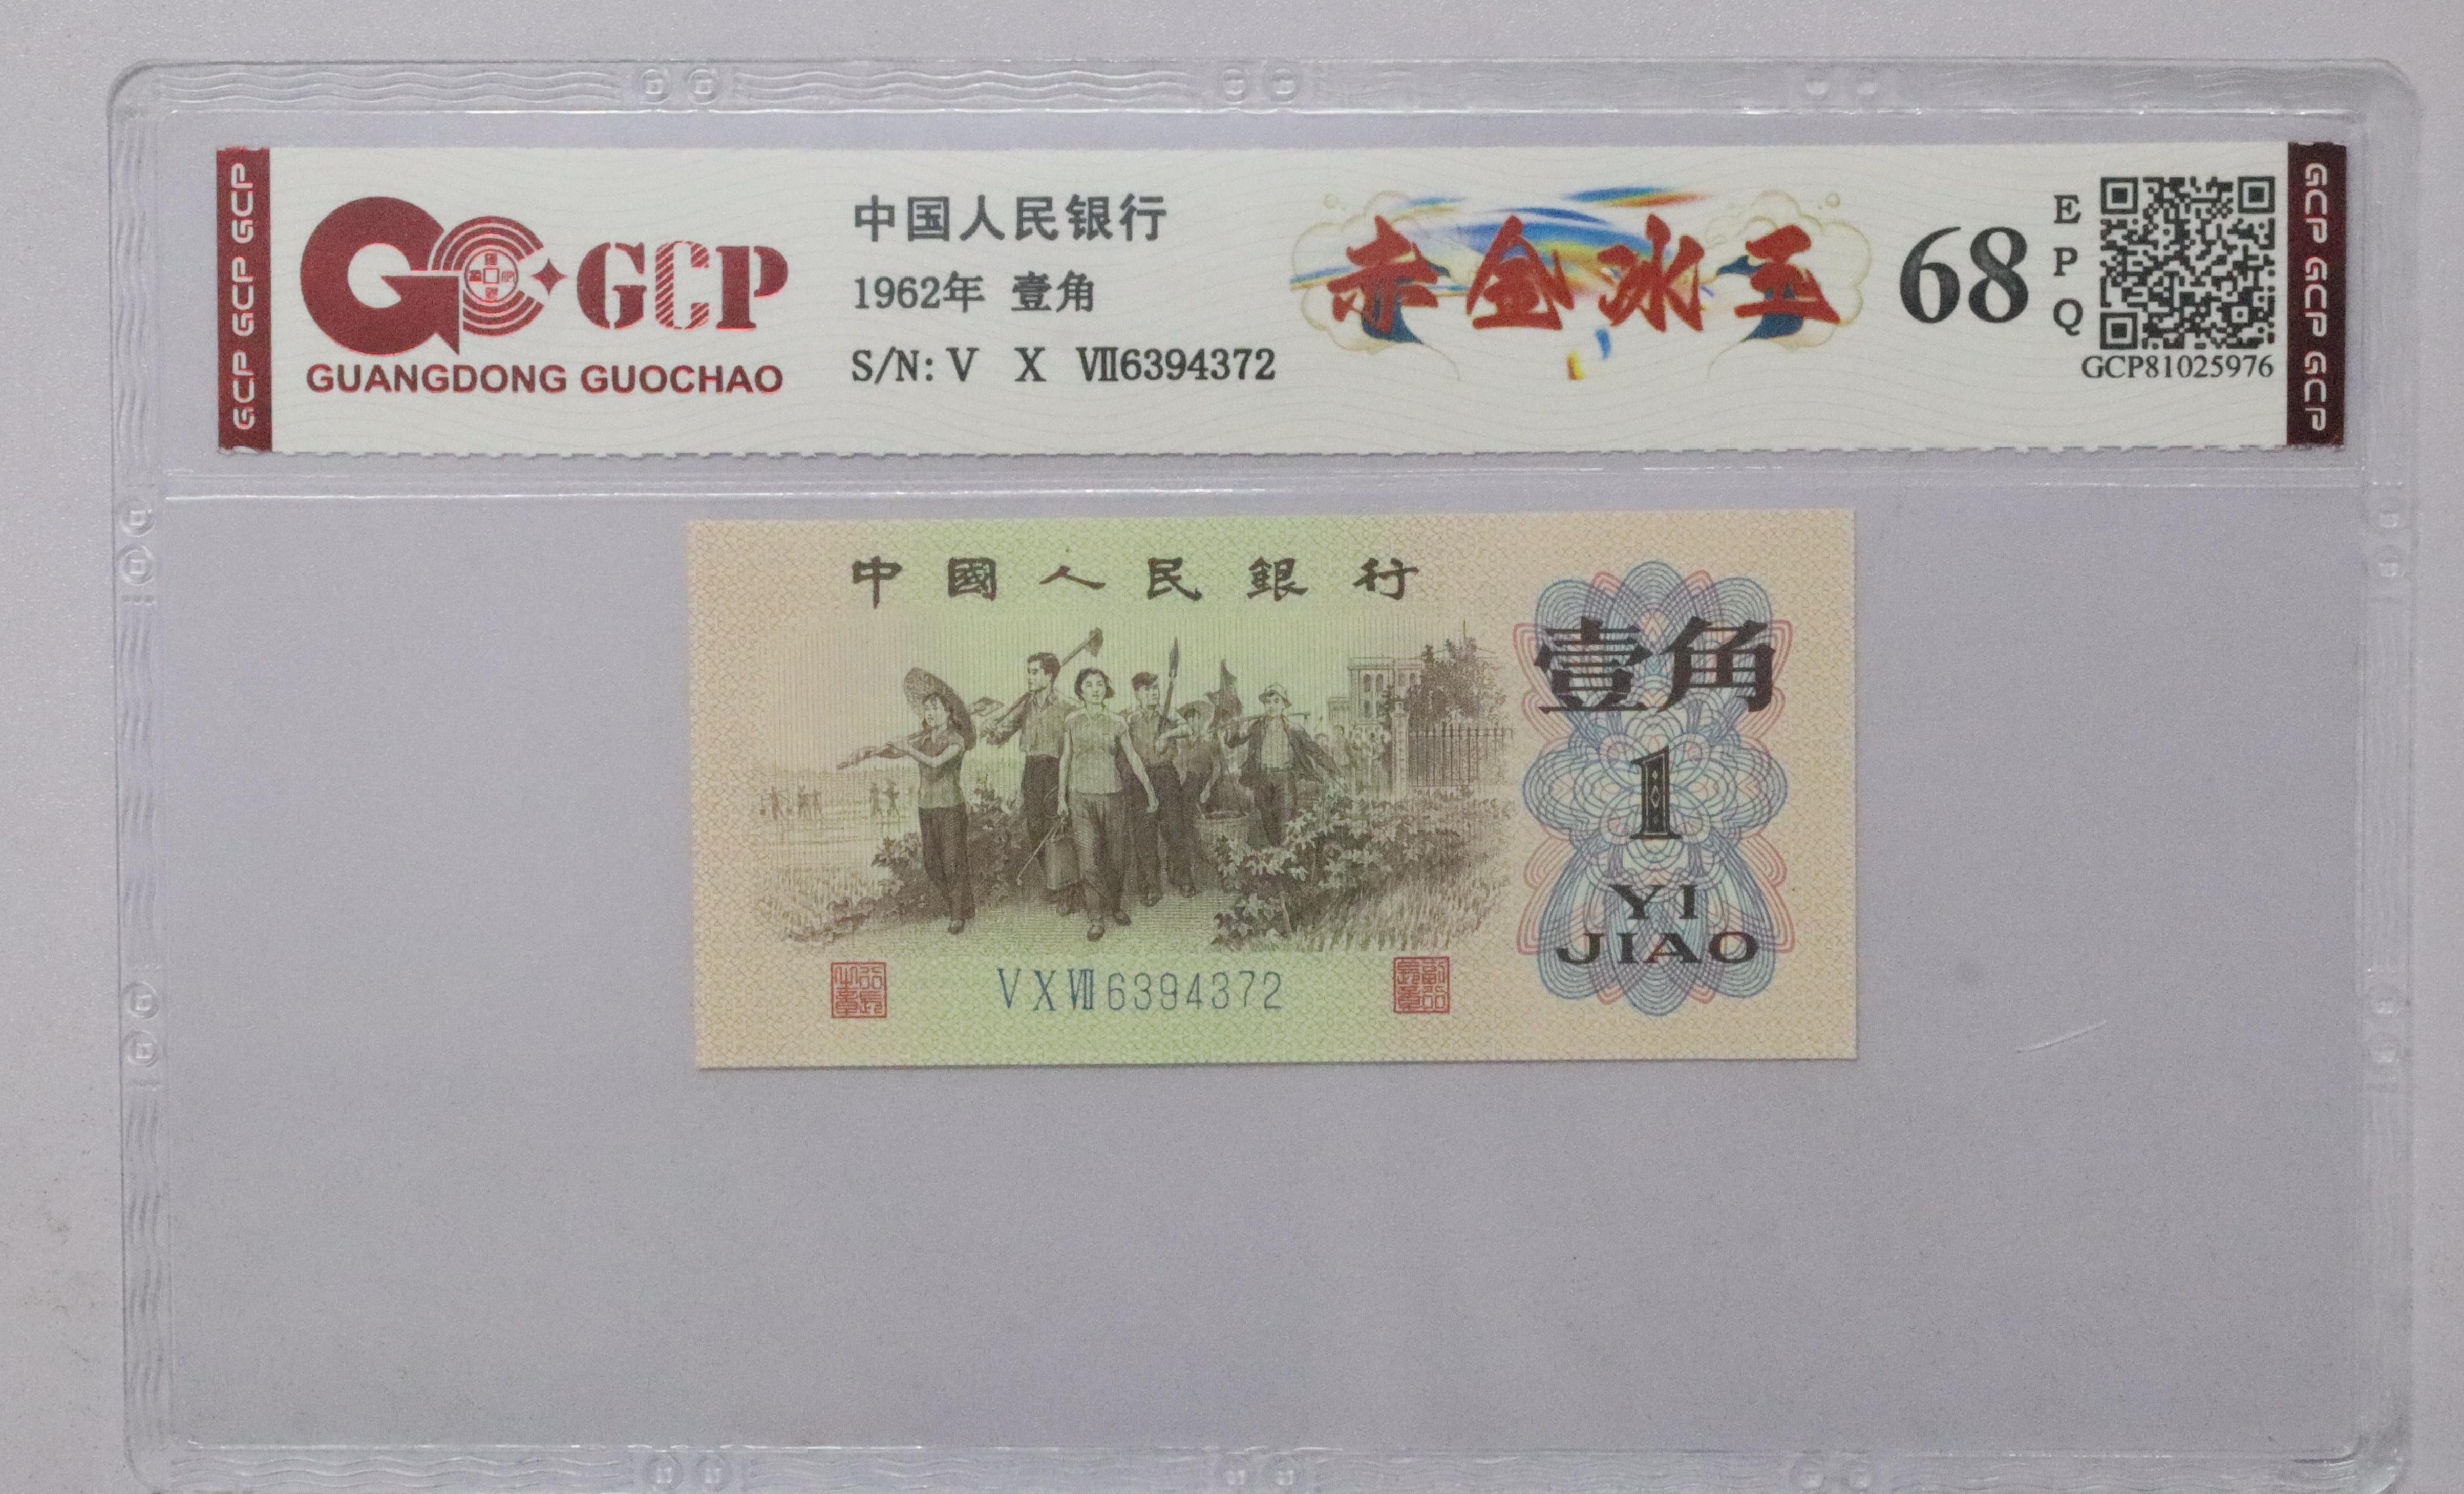 GCP GCP GCP
GCP
GUANGDONG GUOCHAO
中国人民银行
1962年 壹角
S/N: V X Ⅶ6394372
赤金冰玉
68
EPQ
GCP81025976
GCP GCP GCP
中國人民銀行
壹角
1
YI
JIAO
V X Ⅶ 6394372